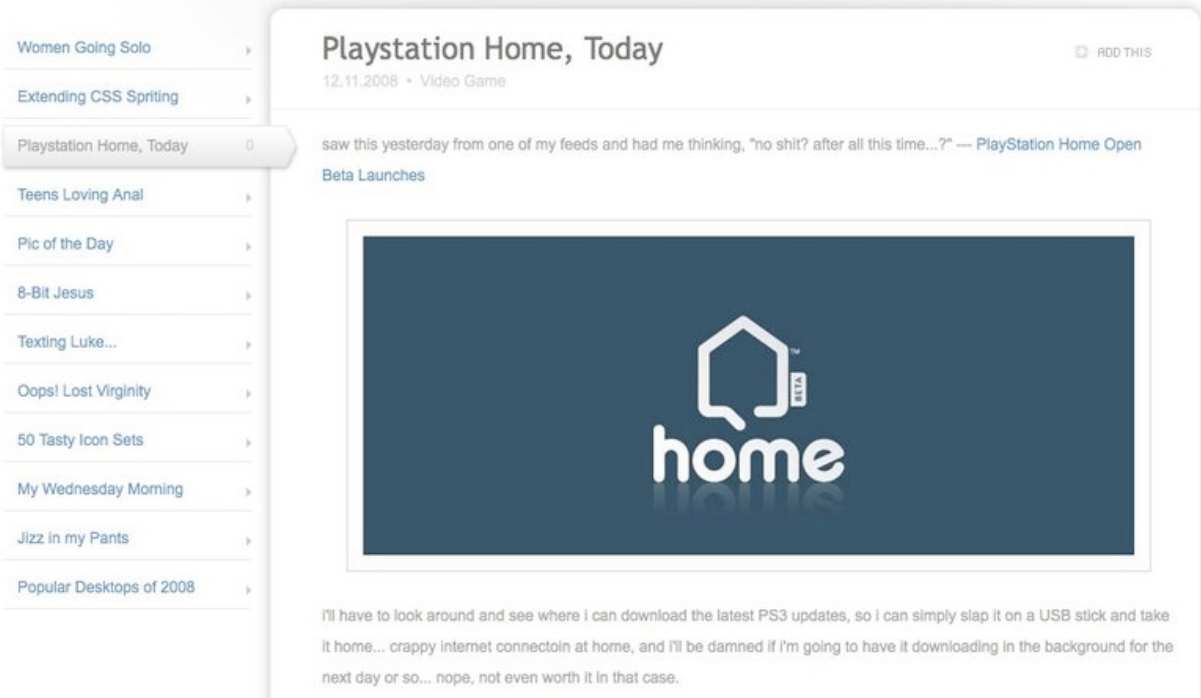 Women Going Solo
Extending CSS Spriting
Playstation Home, Today 0
Teens Loving Anal
Pic of the Day
8-Bit Jesus
Texting Luke...
Oops! Lost Virginity
50 Tasty Icon Sets
My Wednesday Morning
Jizz in my Pants
Popular Desktops of 2008
Playstation Home, Today
ADD THIS
12.11.2008 • Video Game
saw this yesterday from one of my feeds and had me thinking, "no shit? after all this time...?" --- PlayStation Home Open
Beta Launches
TM
BETA
home
i'll have to look around and see where i can download the latest PS3 updates, so i can simply slap it on a USB stick and take
it home... crappy internet connectoin at home, and i'll be damned if i'm going to have it downloading in the background for the
next day or so... nope, not even worth it in that case.